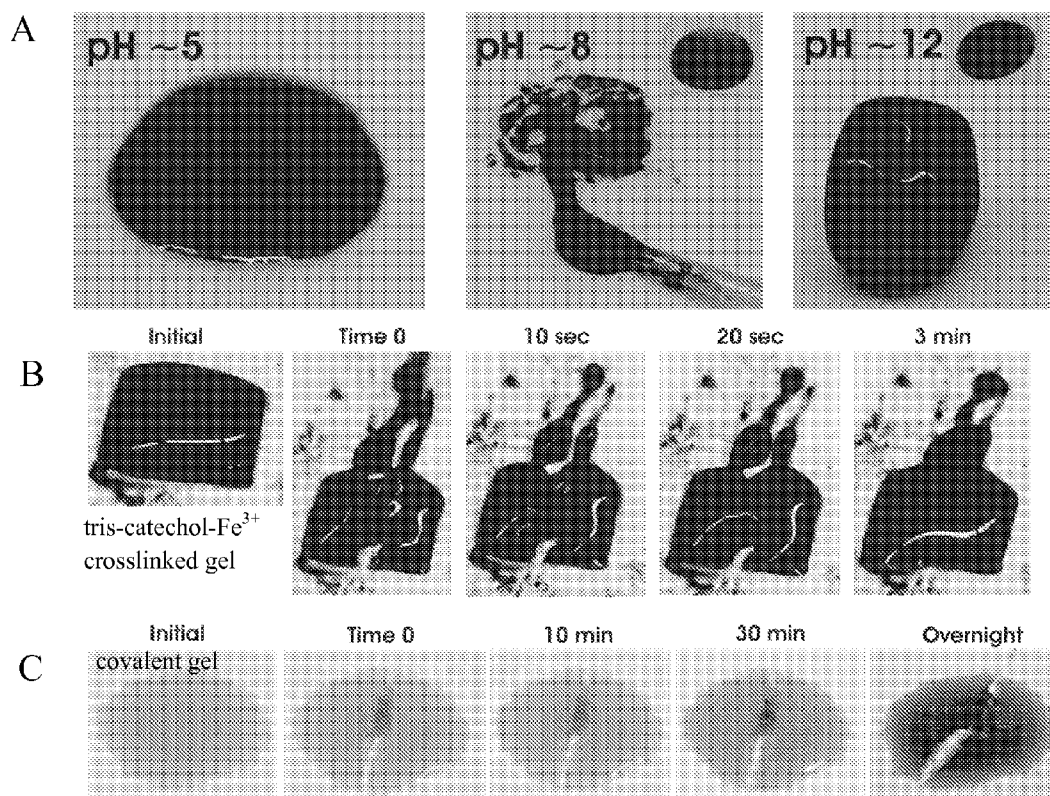 A
pH ~5
pH ~8
pH ~12
B
Initial
Time 0
10 sec
20 sec
3 min
tris-catechol-Fe³⁺
crosslinked gel
C
Initial
Time 0
10 min
30 min
Overnight
covalent gel